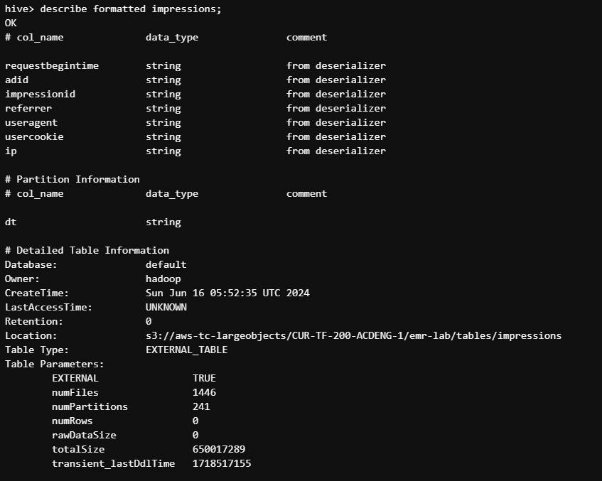 hive> describe formatted impressions;
OK
# col_name data_type comment
requestbegintime string from deserializer
adid string from deserializer
impressionid string from deserializer
referrer string from deserializer
useragent string from deserializer
usercookie string from deserializer
ip string from deserializer
# Partition Information
# col_name data_type comment
dt string
# Detailed Table Information
Database: default
Owner: hadoop
CreateTime: Sun Jun 16 05:52:35 UTC 2024
LastAccessTime: UNKNOWN
Retention: 0
Location: s3://aws-tc-largeobjects/CUR-TF-200-ACDENG-1/emr-lab/tables/impressions
Table Type: EXTERNAL_TABLE
Table Parameters:
EXTERNAL TRUE
numFiles 1446
numPartitions 241
numRows 0
rawDataSize 0
totalSize 650017289
transient_lastDdlTime 1718517155